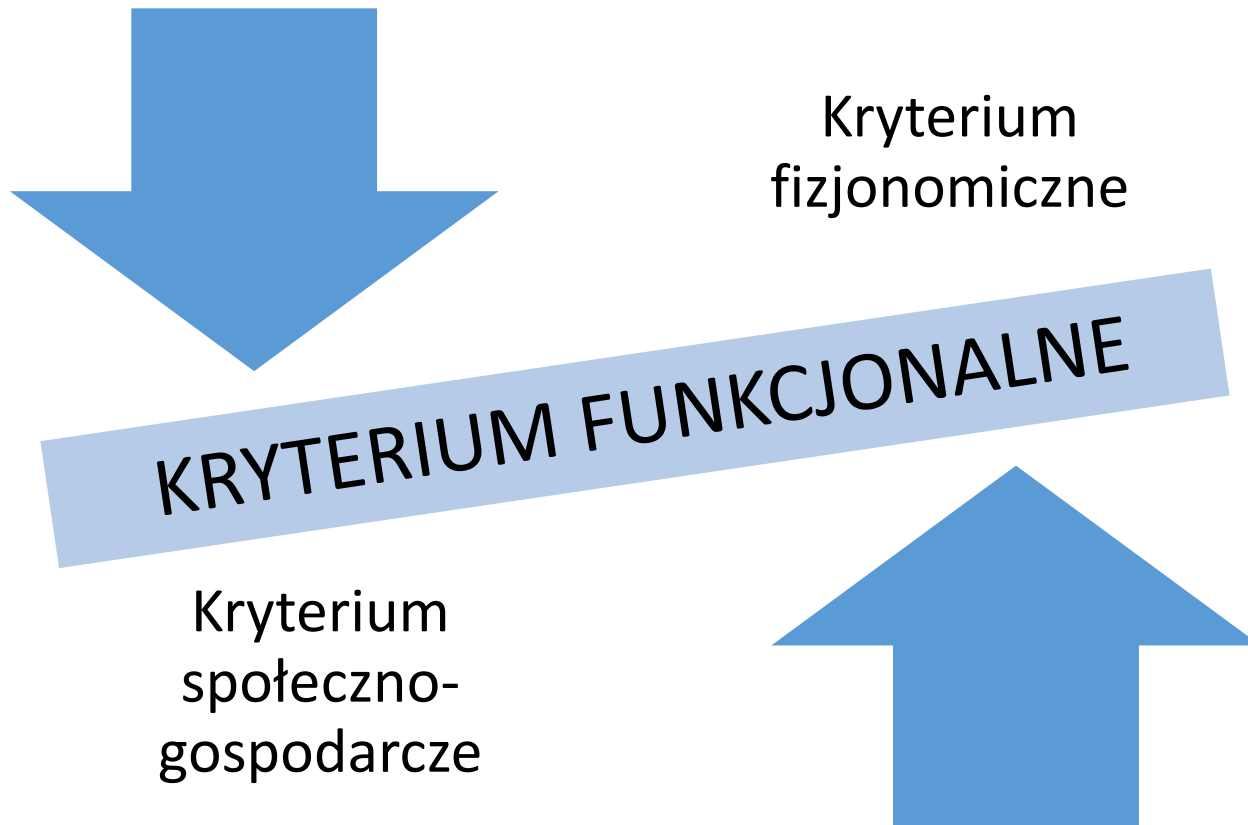 Kryterium
fizjonomiczne
KRYTERIUM FUNKCJONALNE
Kryterium
społeczno-
gospodarcze